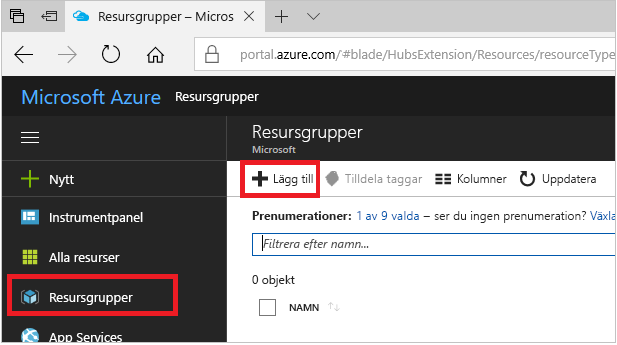 Resursgrupper – Micros
portal.azure.com/#blade/HubsExtension/Resources/resourceType
Microsoft Azure Resursgrupper
Resursgrupper
Microsoft
Nytt
Lägg till Tilldela taggar Kolumner Uppdatera
Instrumentpanel
Prenumerationer: 1 av 9 valda – ser du ingen prenumeration? Växla
Filtrera efter namn...
Alla resurser
0 objekt
Resursgrupper
NAMN
App Services